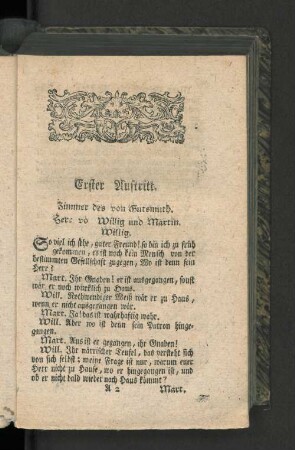 Erster Auftritt.
Zimmer des von Gutsmuth.
Herr vō Willig und Martin.
Willig.
So viel ich sehe, guter Freund! so bin ich zu früh
gekommen, es ist noch kein Mensch von der
bestimmten Gesellschaft zugegen; Wo ist denn sein
Herr?
Mart. Ihr Gnaden! er ist ausgegangen, sonst
wär er noch wirklich zu Haus.
Will. Nothwendiger Weis wär er zu Haus,
wenn er nicht ausgegangen wär.
Mart. Ja! das ist wahrhaftig wahr.
Will. Aber wo ist denn sein Patron hinge-
gangen.
Mart. Aus ist er gegangen, ihr Gnaden!
Will. Ihr närrischer Teufel, das versteht sich
von sich selbst: meine Frage ist nur, warum euer
Herr nicht zu Hause, wo er hingegangen ist, und
ob er nicht bald wieder nach Haus kömmt?
A 2 Mart.